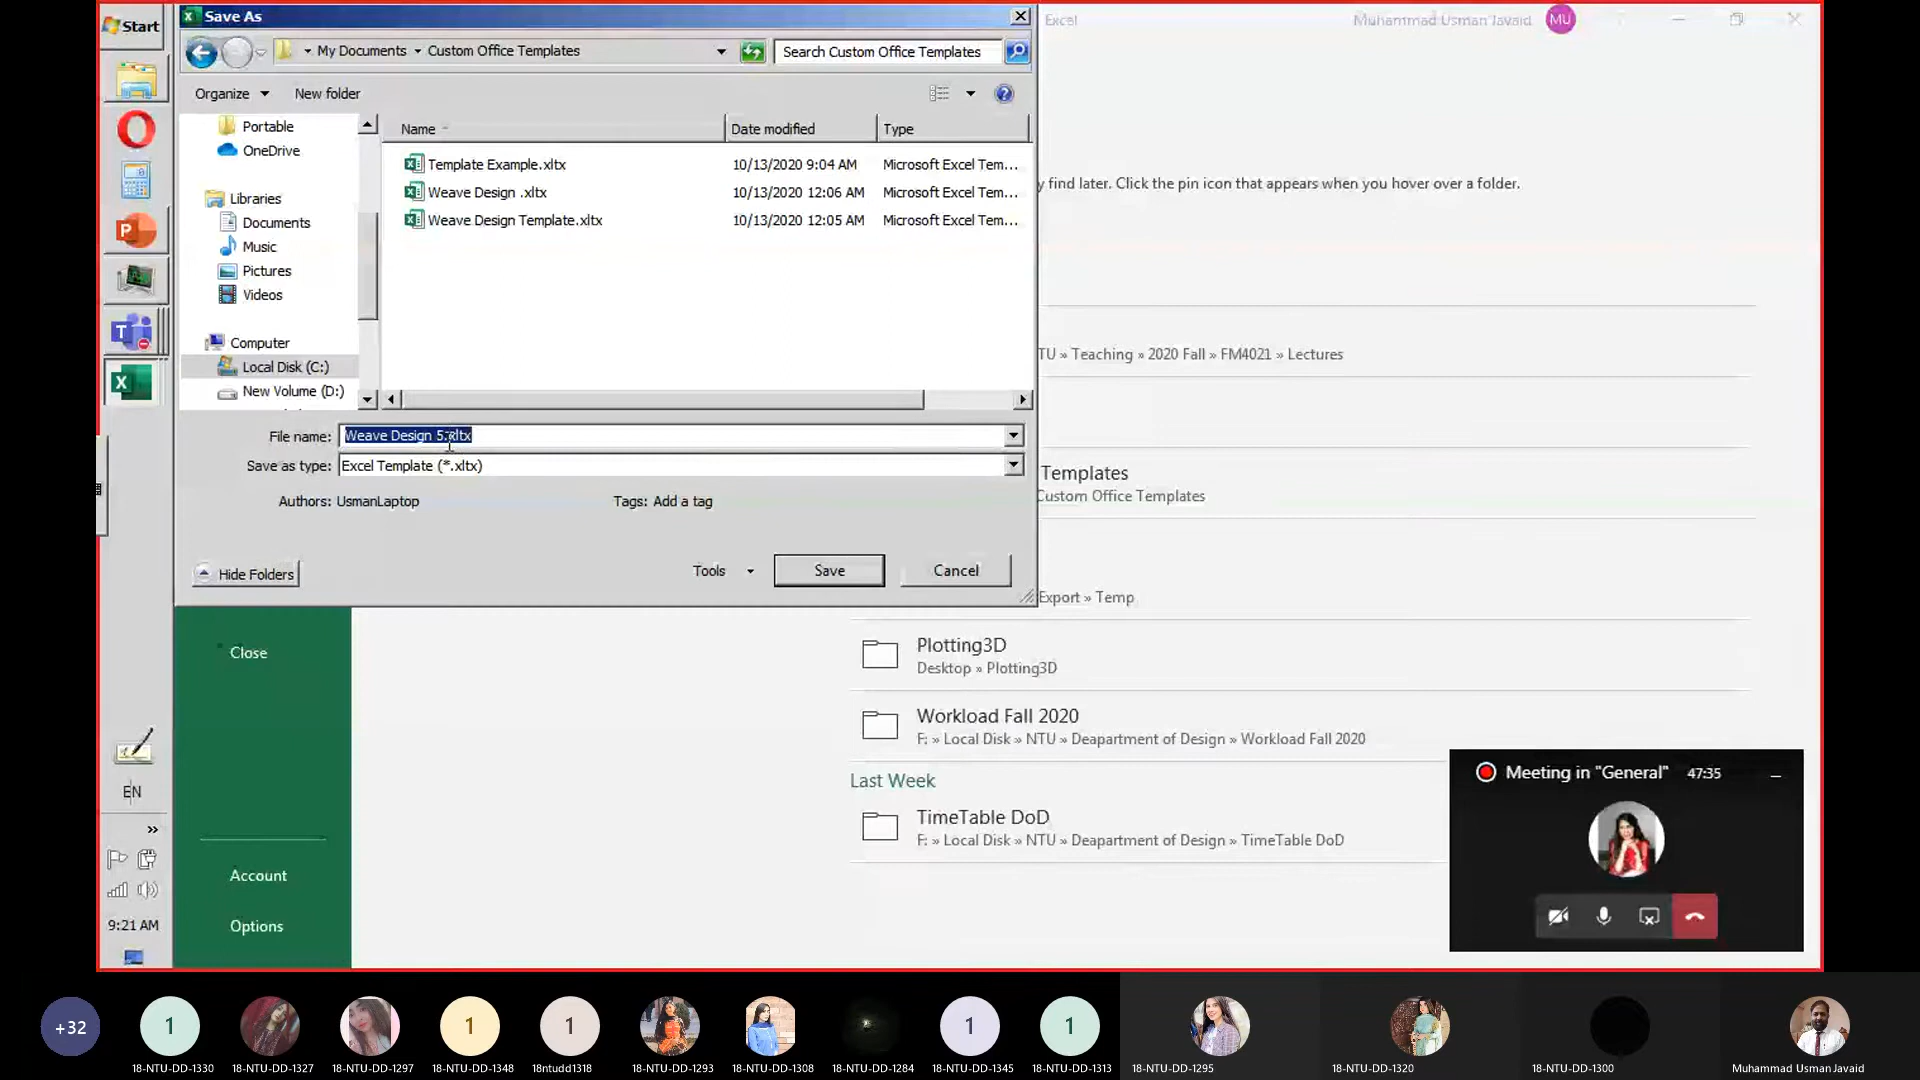 Start
Save As
Excel
Muhammad Usman Javaid
MU
My Documents
Custom Office Templates
Search Custom Office Templates
Organize
New folder
Portable
OneDrive
Libraries
Documents
Music
Pictures
Videos
Computer
Local Disk (C:)
New Volume (D:)
Name
Date modified
Type
Template Example.xltx
10/13/2020 9:04 AM
Microsoft Excel Tem...
Weave Design .xltx
10/13/2020 12:06 AM
Microsoft Excel Tem...
Weave Design Template.xltx
10/13/2020 12:05 AM
Microsoft Excel Tem...
y find later. Click the pin icon that appears when you hover over a folder.
TU » Teaching » 2020 Fall » FM4021 » Lectures
File name:
Weave Design 5.xltx
Save as type:
Excel Template (*.xltx)
Authors: UsmanLaptop
Tags: Add a tag
Templates
Custom Office Templates
Hide Folders
Tools
Save
Cancel
Export » Temp
Close
Plotting3D
Desktop » Plotting3D
Workload Fall 2020
F: » Local Disk » NTU » Deapartment of Design » Workload Fall 2020
Last Week
TimeTable DoD
F: » Local Disk » NTU » Deapartment of Design » TimeTable DoD
Account
Options
EN
9:21 AM
Meeting in "General"
47:35
+32
1
1
1
1
1
18-NTU-DD-1330
18-NTU-DD-1327
18-NTU-DD-1297
18-NTU-DD-1348
18ntudd1318
18-NTU-DD-1293
18-NTU-DD-1308
18-NTU-DD-1284
18-NTU-DD-1345
18-NTU-DD-1313
18-NTU-DD-1295
18-NTU-DD-1320
18-NTU-DD-1300
Muhammad Usman Javaid